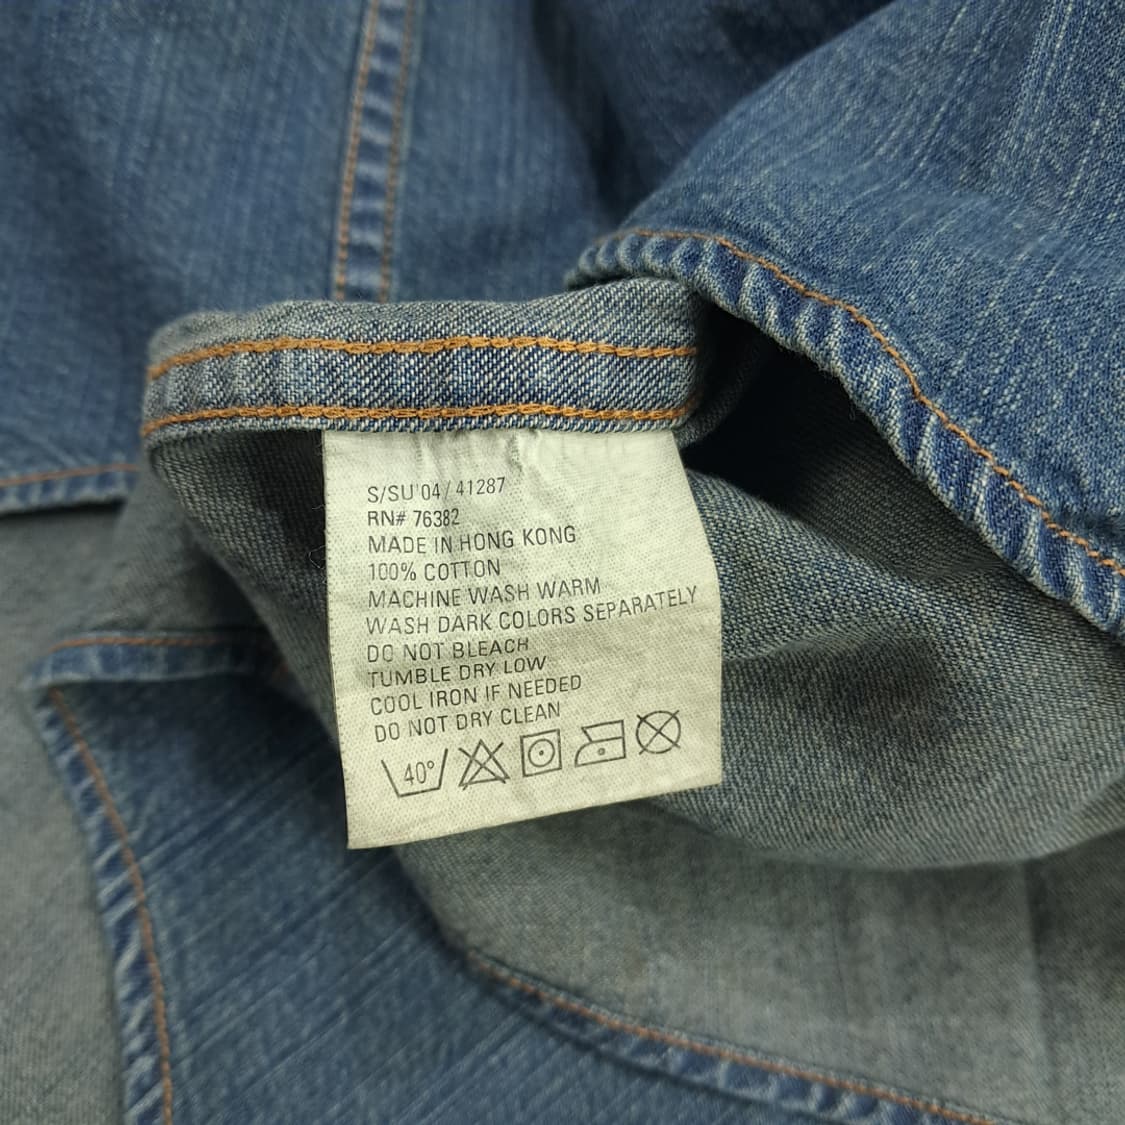 S/SU'04/41287
RN# 76382
MADE IN HONG KONG
100% COTTON
MACHINE WASH WARM
WASH DARK COLORS SEPARATELY
DO NOT BLEACH
TUMBLE DRY LOW
COOL IRON IF NEEDED
DO NOT DRY CLEAN
40°